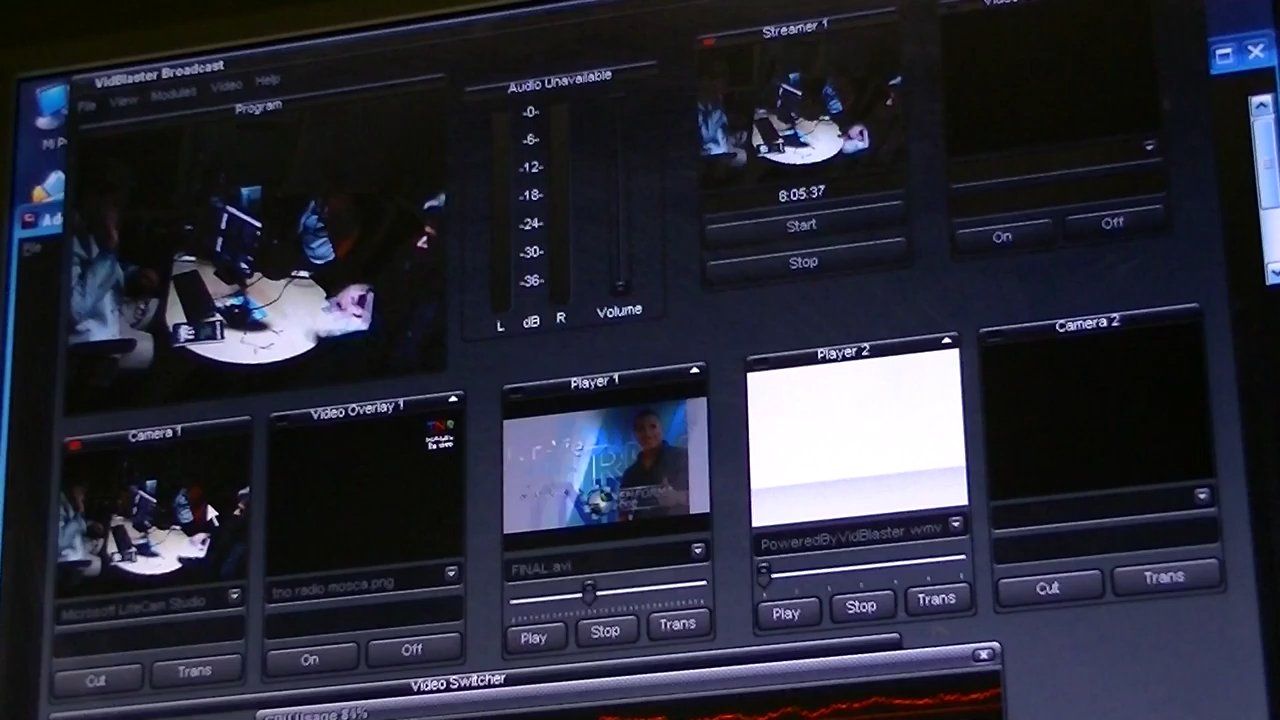 VidBlaster Broadcast
File View Modules Video Help
Program
Audio Unavailable
-0-
-6-
-12-
-18-
-24-
-30-
-36-
L dB R
Volume
Streamer 1
6:05:37
Start
Stop
On Off
Camera 1
Microsoft LifeCam Studio
Cut Trans
Video Overlay 1
tno radio mosca.png
On Off
Player 1
FINAL.avi
Play Stop Trans
Player 2
PoweredByVidBlaster.wmv
Play Stop Trans
Camera 2
Cut Trans
Video Switcher
CPU Usage 84%